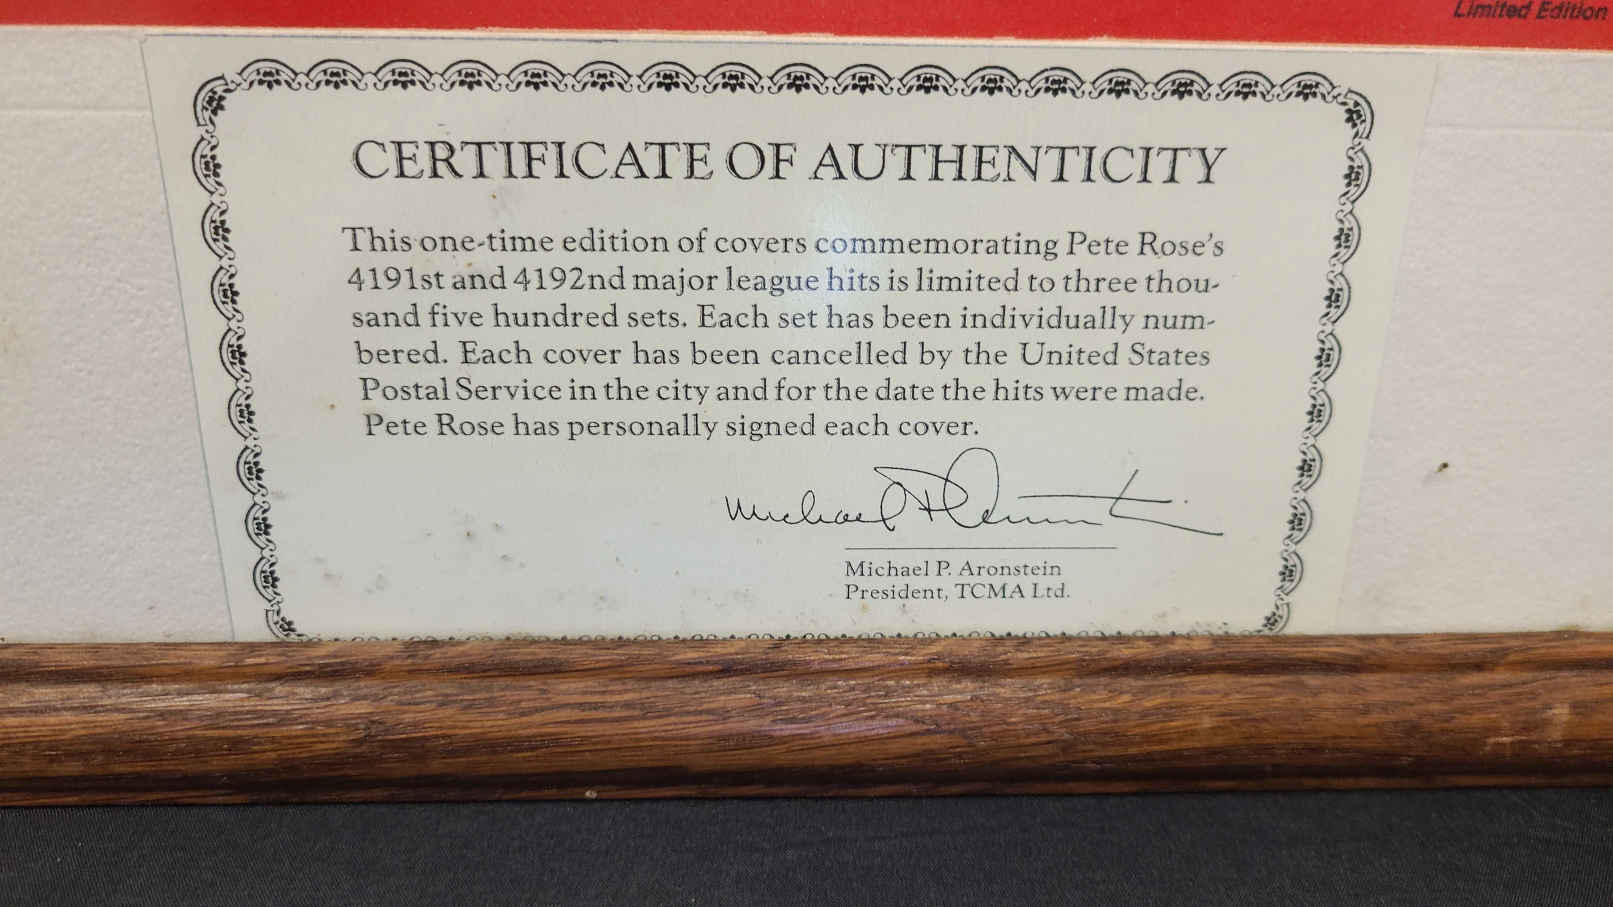 Limited Edition
CERTIFICATE OF AUTHENTICITY
This one-time edition of covers commemorating Pete Rose's
4191st and 4192nd major league hits is limited to three thou-
sand five hundred sets. Each set has been individually num-
bered. Each cover has been cancelled by the United States
Postal Service in the city and for the date the hits were made.
Pete Rose has personally signed each cover.
Michael P. Aronstein
Michael P. Aronstein
President, TCMA Ltd.